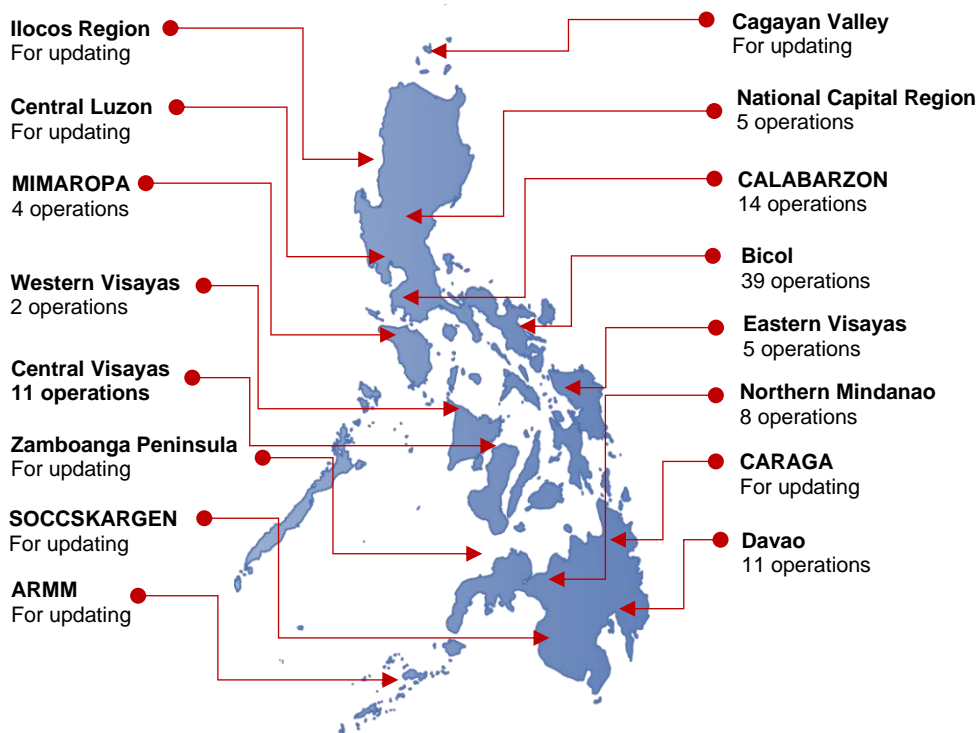 Ilocos Region
For updating
Central Luzon
For updating
MIMAROPA
4 operations
Western Visayas
2 operations
Central Visayas
11 operations
Zamboanga Peninsula
For updating
SOCCSKARGEN
For updating
ARMM
For updating
Cagayan Valley
For updating
National Capital Region
5 operations
CALABARZON
14 operations
Bicol
39 operations
Eastern Visayas
5 operations
Northern Mindanao
8 operations
CARAGA
For updating
Davao
11 operations